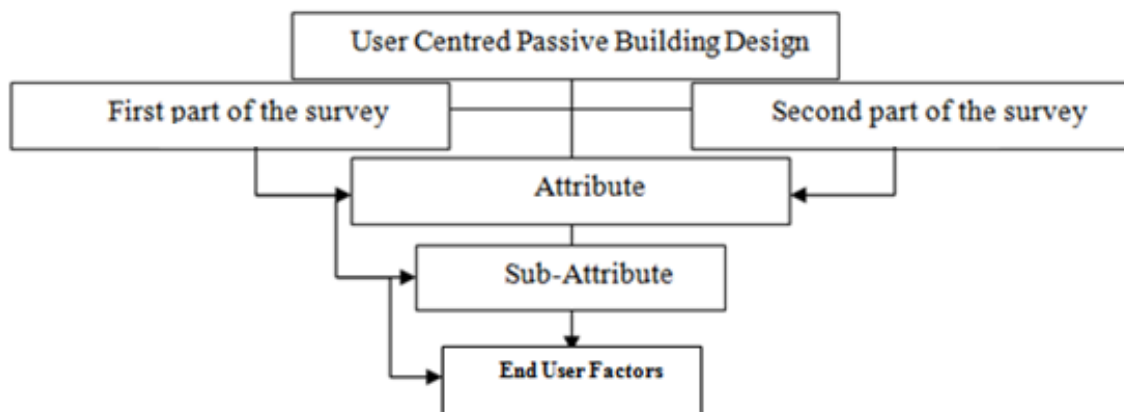 User Centred Passive Building Design
First part of the survey
Second part of the survey
Attribute
Sub-Attribute
End User Factors